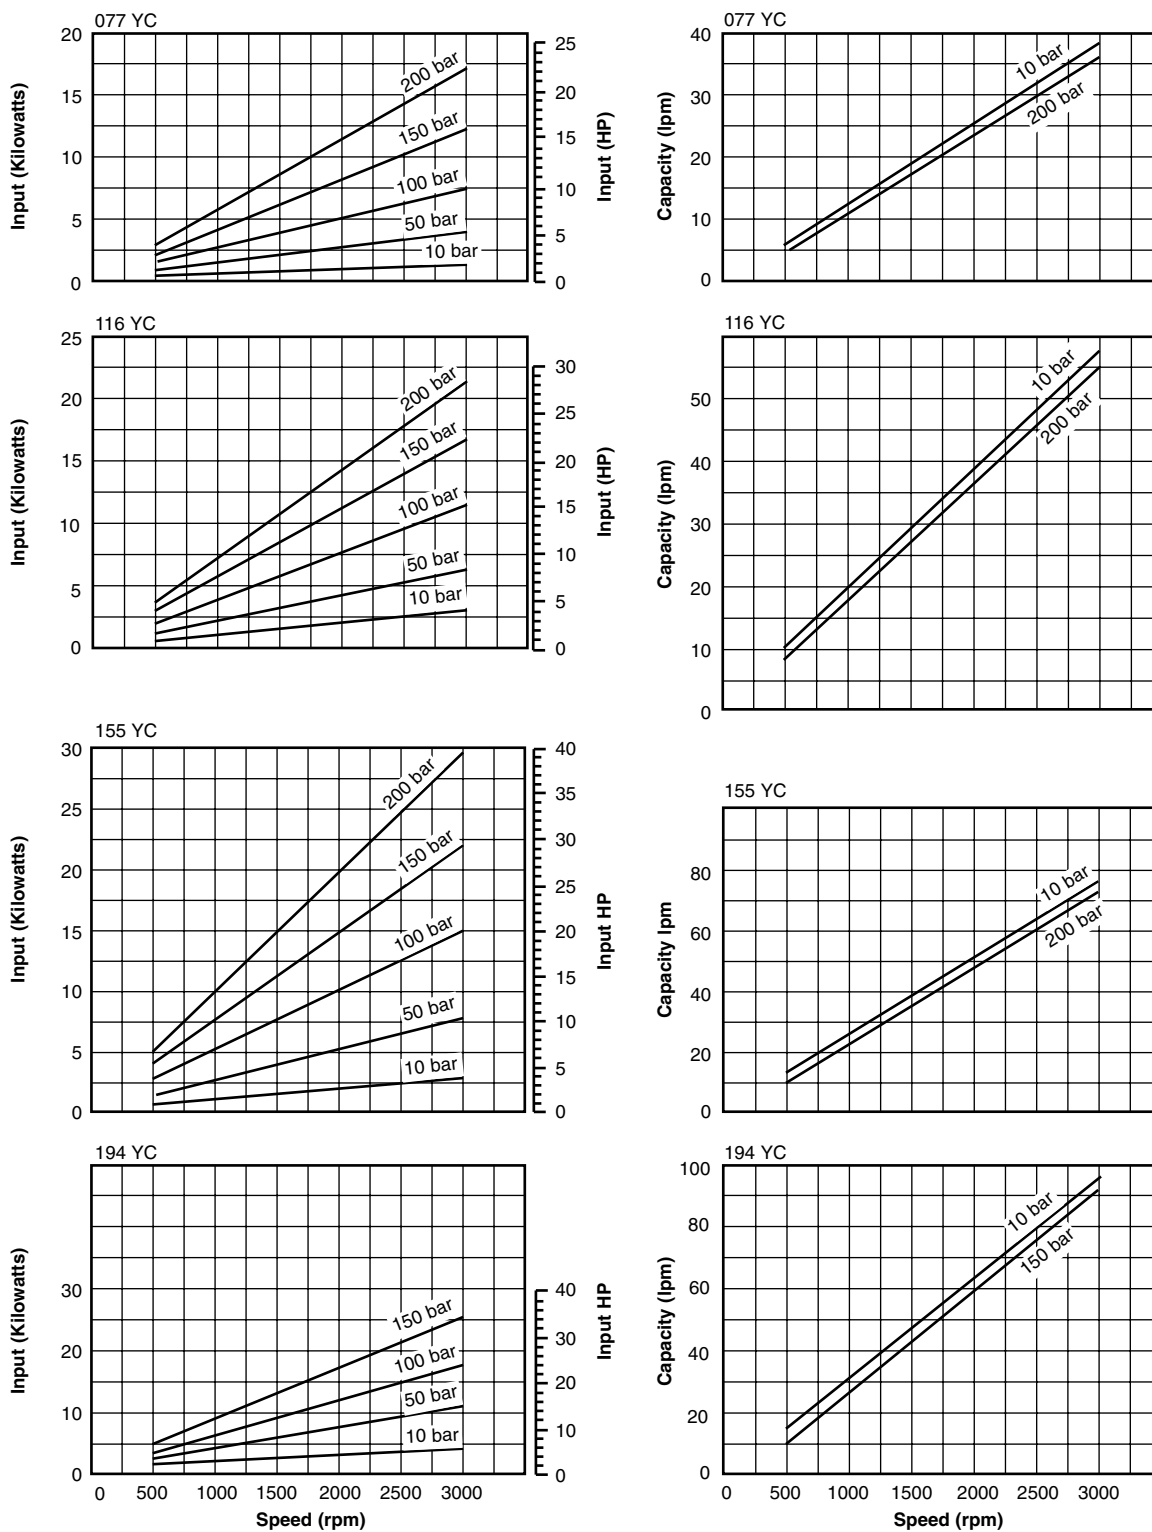 077 YC
20
15
10
5
0
Input (Kilowatts)
200 bar
150 bar
100 bar
50 bar
10 bar
25
20
15
10
5
0
Input (HP)
077 YC
40
30
20
10
0
Capacity (lpm)
10 bar
200 bar
116 YC
25
20
15
10
5
0
Input (Kilowatts)
200 bar
150 bar
100 bar
50 bar
10 bar
30
25
20
15
10
5
0
Input (HP)
116 YC
50
40
30
20
10
0
Capacity (lpm)
10 bar
200 bar
155 YC
30
25
20
15
10
5
0
Input (Kilowatts)
200 bar
150 bar
100 bar
50 bar
10 bar
40
35
30
25
20
15
10
5
0
Input HP
155 YC
80
60
40
20
0
Capacity lpm
10 bar
200 bar
194 YC
30
20
10
0
Input (Kilowatts)
150 bar
100 bar
50 bar
10 bar
40
30
20
10
0
Input HP
0 500 1000 1500 2000 2500 3000
Speed (rpm)
194 YC
100
80
60
40
20
0
Capacity (lpm)
10 bar
150 bar
0 500 1000 1500 2000 2500 3000
Speed (rpm)